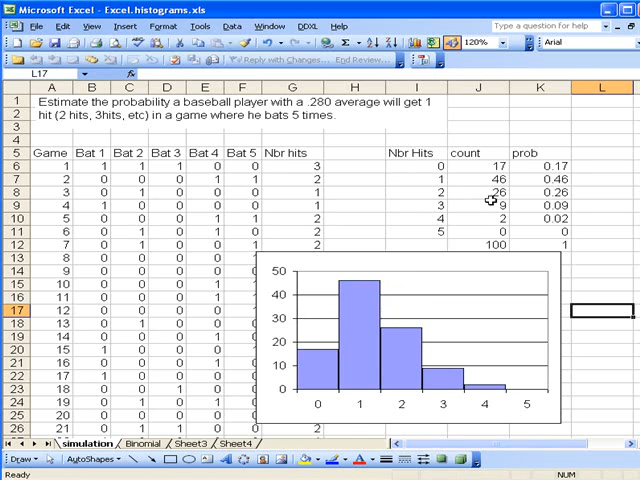 Microsoft Excel - Excel.histograms.xls
File Edit View Insert Format Tools Data Window DDXL Help Type a question for help
120% Arial
Reply with Changes... End Review...
L17 fx
A B C D E F G H I J K L
1 Estimate the probability a baseball player with a .280 average will get 1
2 hit (2 hits, 3hits, etc) in a game where he bats 5 times.
3
4
5 Game Bat 1 Bat 2 Bat 3 Bat 4 Bat 5 Nbr hits Nbr Hits count prob
6 1 1 1 1 0 0 3 0 17 0.17
7 2 0 0 0 1 1 2 1 46 0.46
8 3 0 1 0 0 0 1 2 26 0.26
9 4 1 0 0 0 0 1 3 9 0.09
10 5 0 0 0 1 1 2 4 2 0.02
11 6 0 1 0 1 0 2 5 0 0
12 7 0 1 0 1 0 2 100 1
13 8 0 0 0 0
14 9 0 0 0 0
15 10 0 0 0 1
16 11 0 0 0 1
17 12 0 0 0 0
18 13 0 1 0 0
19 14 0 0 0 1
20 15 1 0 0 0
21 16 0 0 0 1
22 17 1 0 0 0
23 18 0 0 1 0
24 19 0 1 0 1
25 20 0 0 0 0
26 21 0 1 0 0 2
50
40
30
20
10
0
0 1 2 3 4 5
simulation Binomial Sheet3 Sheet4
Draw AutoShapes
Ready NUM